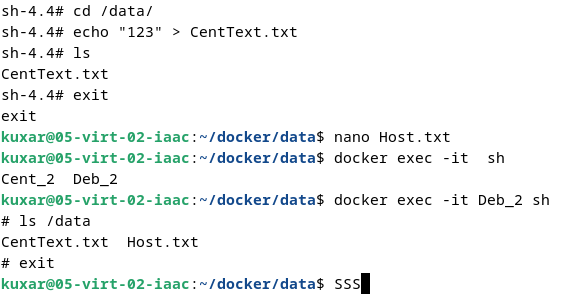 sh-4.4# cd /data/
sh-4.4# echo "123" > CentText.txt
sh-4.4# ls
CentText.txt
sh-4.4# exit
exit
kuxar@05-virt-02-iaac:~/docker/data$ nano Host.txt
kuxar@05-virt-02-iaac:~/docker/data$ docker exec -it  sh
Cent_2  Deb_2
kuxar@05-virt-02-iaac:~/docker/data$ docker exec -it Deb_2 sh
# ls /data
CentText.txt  Host.txt
# exit
kuxar@05-virt-02-iaac:~/docker/data$ SSS